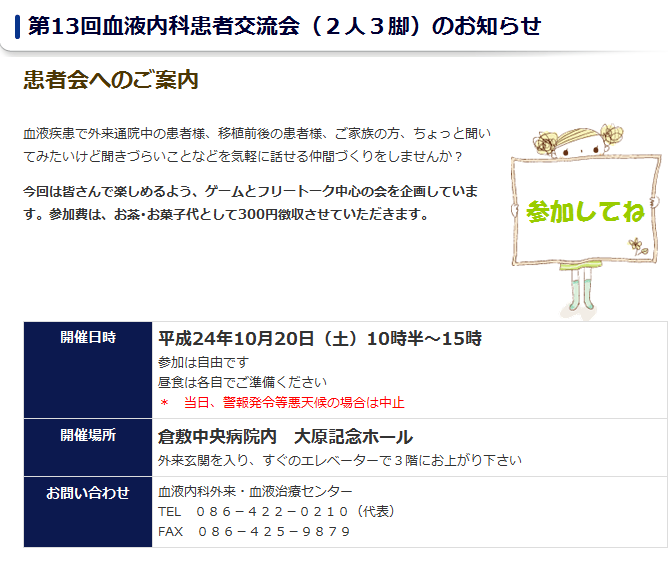 第13回血液内科患者交流会（２人３脚）のお知らせ
患者会へのご案内
血液疾患で外来通院中の患者様、移植前後の患者様、ご家族の方、ちょっと聞い
てみたいけど聞きづらいことなどを気軽に話せる仲間づくりをしませんか？
今回は皆さんで楽しめるよう、ゲームとフリートーク中心の会を企画していま
す。参加費は、お茶･お菓子代として300円徴収させていただきます。
参加してね
開催日時
平成24年10月20日（土）10時半～15時
参加は自由です
昼食は各自でご準備ください
＊　当日、警報発令等悪天候の場合は中止
開催場所
倉敷中央病院内　大原記念ホール
外来玄関を入り、すぐのエレベーターで３階にお上がり下さい
お問い合わせ
血液内科外来・血液治療センター
TEL　０８６－４２２－０２１０（代表）
FAX　０８６－４２５－９８７９